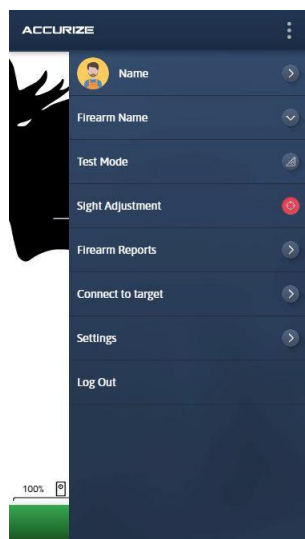 ACCURIZE
Name
Firearm Name
Test Mode
Sight Adjustment
Firearm Reports
Connect to target
Settings
Log Out
100%